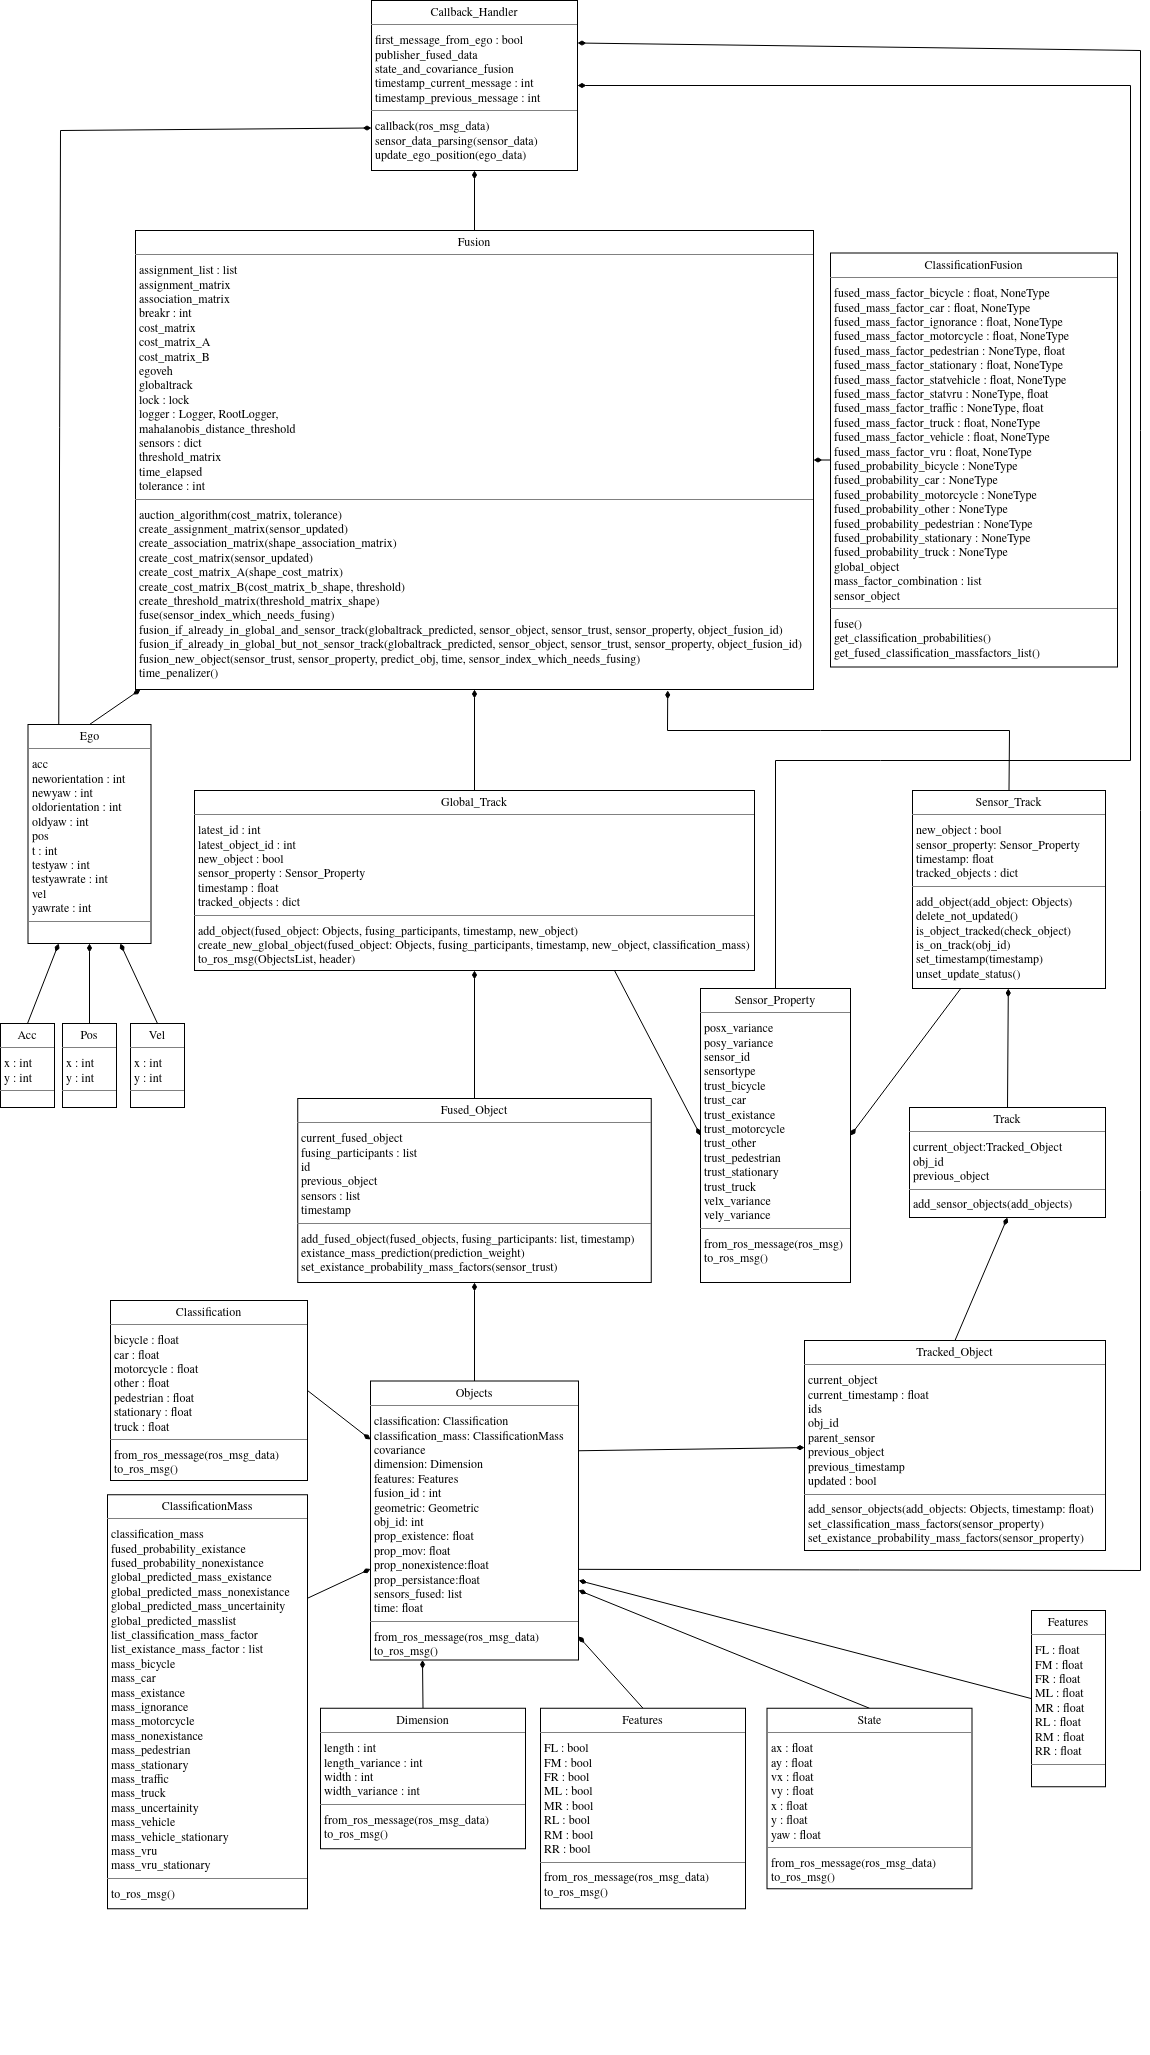 Callback_Handler
first_message_from_ego : bool
publisher_fused_data
state_and_covariance_fusion
timestamp_current_message : int
timestamp_previous_message : int
callback(ros_msg_data)
sensor_data_parsing(sensor_data)
update_ego_position(ego_data)
Fusion
assignment_list : list
assignment_matrix
association_matrix
breakr : int
cost_matrix
cost_matrix_A
cost_matrix_B
egoveh
globaltrack
lock : lock
logger : Logger, RootLogger,
mahalanobis_distance_threshold
sensors : dict
threshold_matrix
time_elapsed
tolerance : int
auction_algorithm(cost_matrix, tolerance)
create_assignment_matrix(sensor_updated)
create_association_matrix(shape_association_matrix)
create_cost_matrix(sensor_updated)
create_cost_matrix_A(shape_cost_matrix)
create_cost_matrix_B(cost_matrix_b_shape, threshold)
create_threshold_matrix(threshold_matrix_shape)
fuse(sensor_index_which_needs_fusing)
fusion_if_already_in_global_and_sensor_track(globaltrack_predicted, sensor_object, sensor_trust, sensor_property, object_fusion_id)
fusion_if_already_in_global_but_not_sensor_track(globaltrack_predicted, sensor_object, sensor_trust, sensor_property, object_fusion_id)
fusion_new_object(sensor_trust, sensor_property, predict_obj, time, sensor_index_which_needs_fusing)
time_penalizer()
ClassificationFusion
fused_mass_factor_bicycle : float, NoneType
fused_mass_factor_car : float, NoneType
fused_mass_factor_ignorance : float, NoneType
fused_mass_factor_motorcycle : float, NoneType
fused_mass_factor_pedestrian : NoneType, float
fused_mass_factor_stationary : float, NoneType
fused_mass_factor_statvehicle : float, NoneType
fused_mass_factor_statvru : NoneType, float
fused_mass_factor_traffic : NoneType, float
fused_mass_factor_truck : float, NoneType
fused_mass_factor_vehicle : float, NoneType
fused_mass_factor_vru : float, NoneType
fused_probability_bicycle : NoneType
fused_probability_car : NoneType
fused_probability_motorcycle : NoneType
fused_probability_other : NoneType
fused_probability_pedestrian : NoneType
fused_probability_stationary : NoneType
fused_probability_truck : NoneType
global_object
mass_factor_combination : list
sensor_object
fuse()
get_classification_probabilities()
get_fused_classification_massfactors_list()
Ego
acc
neworientation : int
newyaw : int
oldorientation : int
oldyaw : int
pos
t : int
testyaw : int
testyawrate : int
vel
yawrate : int
Global_Track
latest_id : int
latest_object_id : int
new_object : bool
sensor_property : Sensor_Property
timestamp : float
tracked_objects : dict
add_object(fused_object: Objects, fusing_participants, timestamp, new_object)
create_new_global_object(fused_object: Objects, fusing_participants, timestamp, new_object, classification_mass)
to_ros_msg(ObjectsList, header)
Sensor_Track
new_object : bool
sensor_property: Sensor_Property
timestamp: float
tracked_objects : dict
add_object(add_object: Objects)
delete_not_updated()
is_object_tracked(check_object)
is_on_track(obj_id)
set_timestamp(timestamp)
unset_update_status()
Acc
x : int
y : int
Pos
x : int
y : int
Vel
x : int
y : int
Sensor_Property
posx_variance
posy_variance
sensor_id
sensortype
trust_bicycle
trust_car
trust_existance
trust_motorcycle
trust_other
trust_pedestrian
trust_stationary
trust_truck
velx_variance
vely_variance
from_ros_message(ros_msg)
to_ros_msg()
Fused_Object
current_fused_object
fusing_participants : list
id
previous_object
sensors : list
timestamp
add_fused_object(fused_objects, fusing_participants: list, timestamp)
existance_mass_prediction(prediction_weight)
set_existance_probability_mass_factors(sensor_trust)
Track
current_object:Tracked_Object
obj_id
previous_object
add_sensor_objects(add_objects)
Classification
bicycle : float
car : float
motorcycle : float
other : float
pedestrian : float
stationary : float
truck : float
from_ros_message(ros_msg_data)
to_ros_msg()
Objects
classification: Classification
classification_mass: ClassificationMass
covariance
dimension: Dimension
features: Features
fusion_id : int
geometric: Geometric
obj_id: int
prop_existence: float
prop_mov: float
prop_nonexistence:float
prop_persistance:float
sensors_fused: list
time: float
from_ros_message(ros_msg_data)
to_ros_msg()
Tracked_Object
current_object
current_timestamp : float
ids
obj_id
parent_sensor
previous_object
previous_timestamp
updated : bool
add_sensor_objects(add_objects: Objects, timestamp: float)
set_classification_mass_factors(sensor_property)
set_existance_probability_mass_factors(sensor_property)
ClassificationMass
classification_mass
fused_probability_existance
fused_probability_nonexistance
global_predicted_mass_existance
global_predicted_mass_nonexistance
global_predicted_mass_uncertainity
global_predicted_masslist
list_classification_mass_factor
list_existance_mass_factor : list
mass_bicycle
mass_car
mass_existance
mass_ignorance
mass_motorcycle
mass_nonexistance
mass_pedestrian
mass_stationary
mass_traffic
mass_truck
mass_uncertainity
mass_vehicle
mass_vehicle_stationary
mass_vru
mass_vru_stationary
to_ros_msg()
Features
FL : float
FM : float
FR : float
ML : float
MR : float
RL : float
RM : float
RR : float
Dimension
length : int
length_variance : int
width : int
width_variance : int
from_ros_message(ros_msg_data)
to_ros_msg()
Features
FL : bool
FM : bool
FR : bool
ML : bool
MR : bool
RL : bool
RM : bool
RR : bool
from_ros_message(ros_msg_data)
to_ros_msg()
State
ax : float
ay : float
vx : float
vy : float
x : float
y : float
yaw : float
from_ros_message(ros_msg_data)
to_ros_msg()